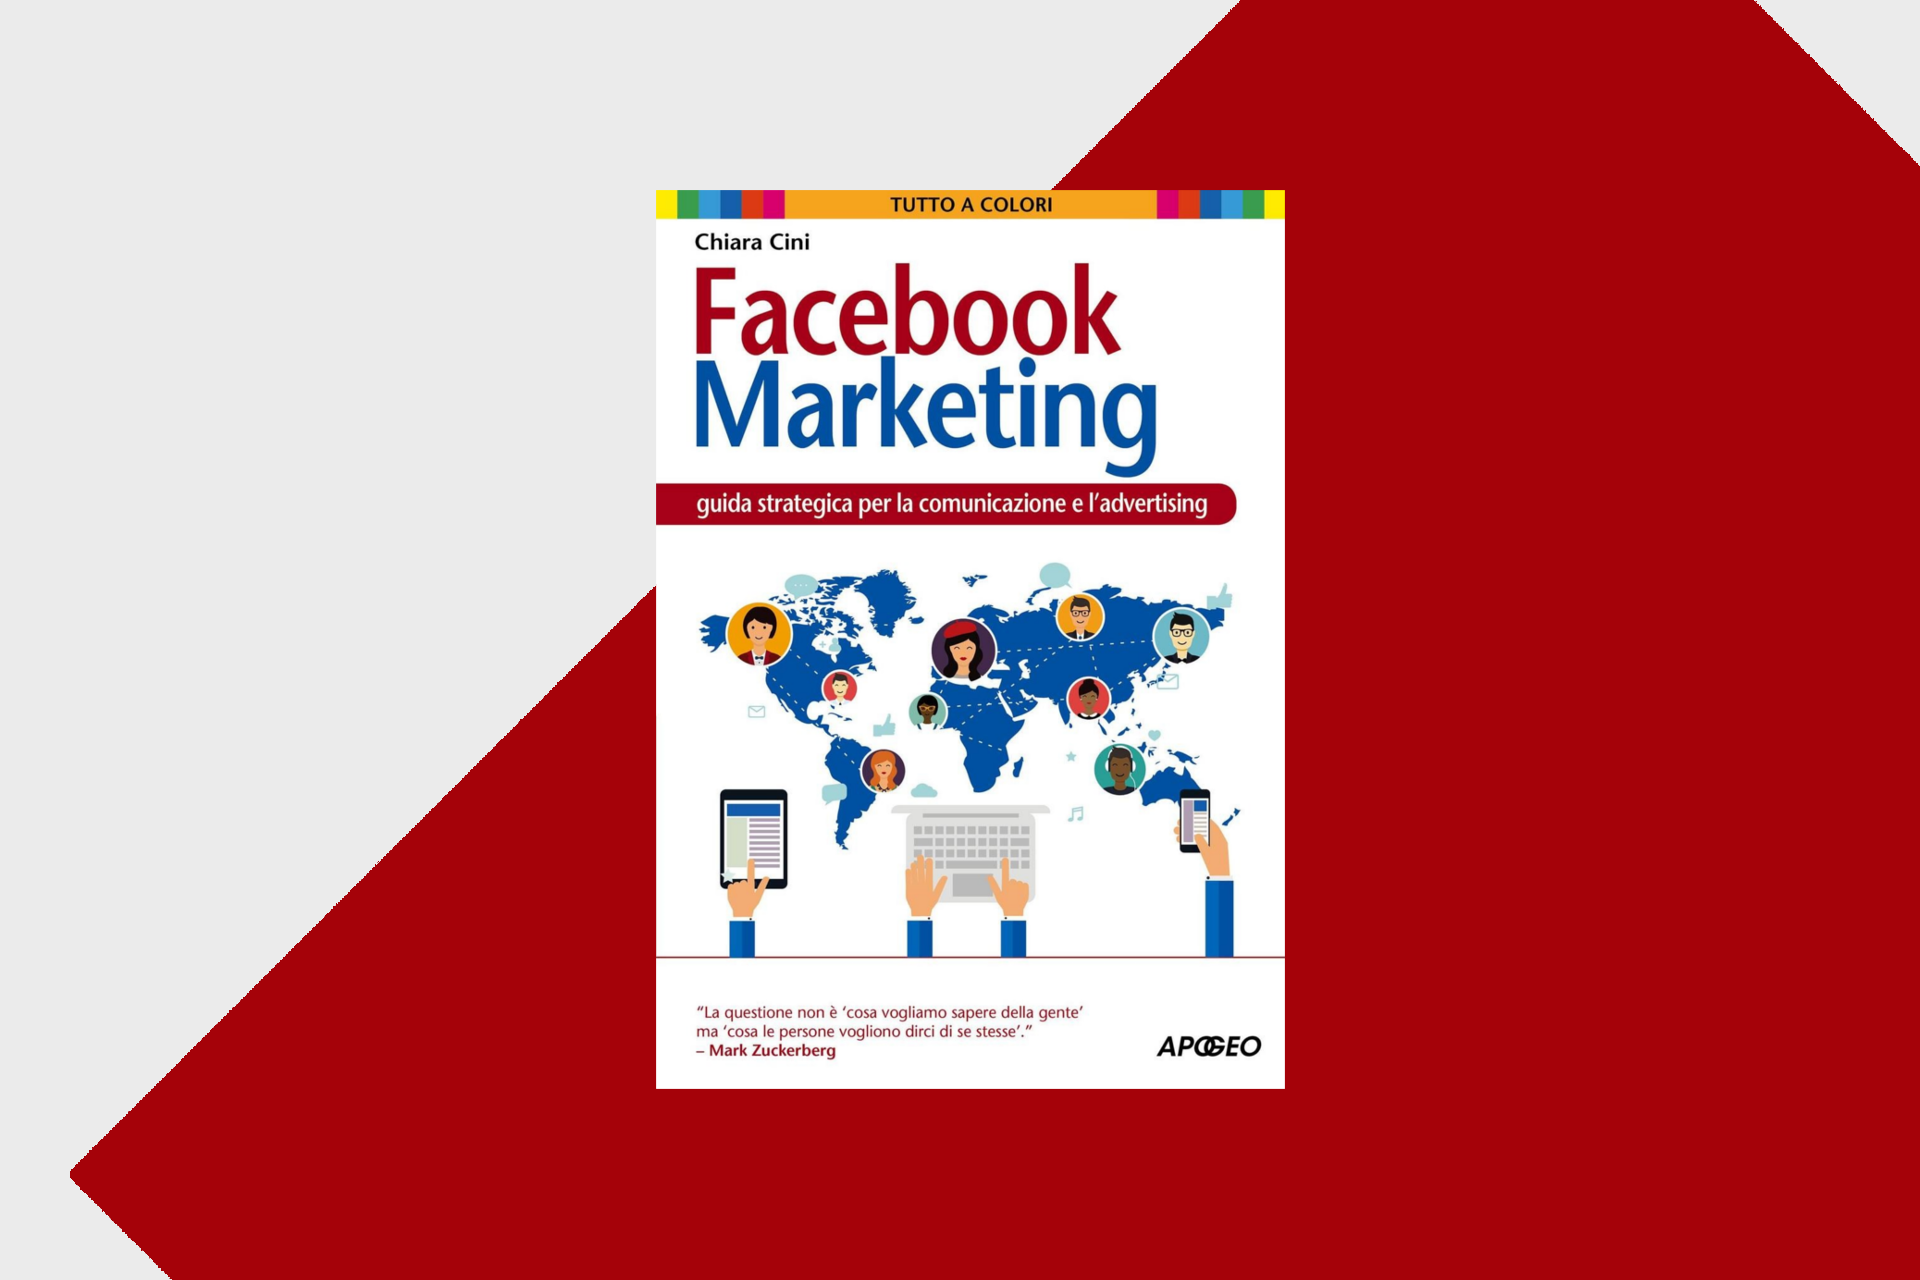 TUTTO A COLORI
Chiara Cini
Facebook
Marketing
guida strategica per la comunicazione e l’advertising
“La questione non è ‘cosa vogliamo sapere della gente’
ma ‘cosa le persone vogliono dirci di se stesse’.”
– Mark Zuckerberg
APOGEO